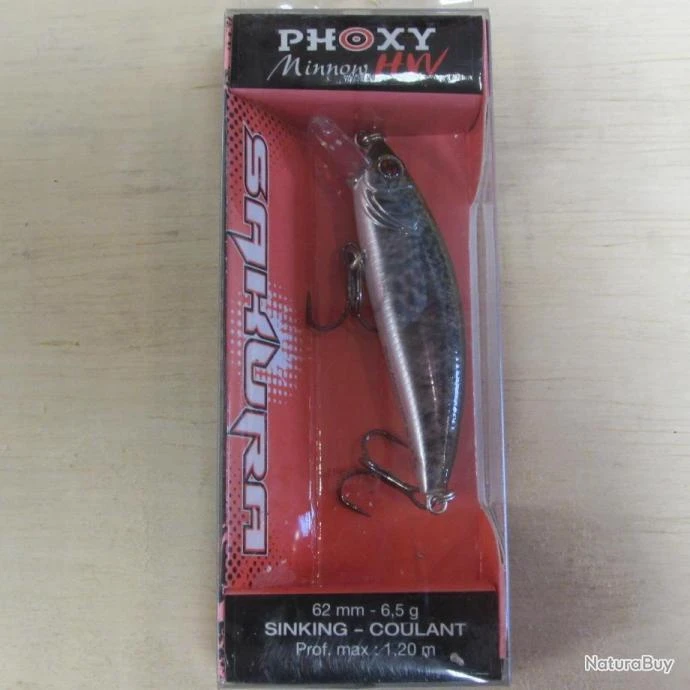 PHOXY
Minnow HW
SAKURA
62 mm - 6,5 g
SINKING - COULANT
Prof. max : 1,20 m
NaturaBuy